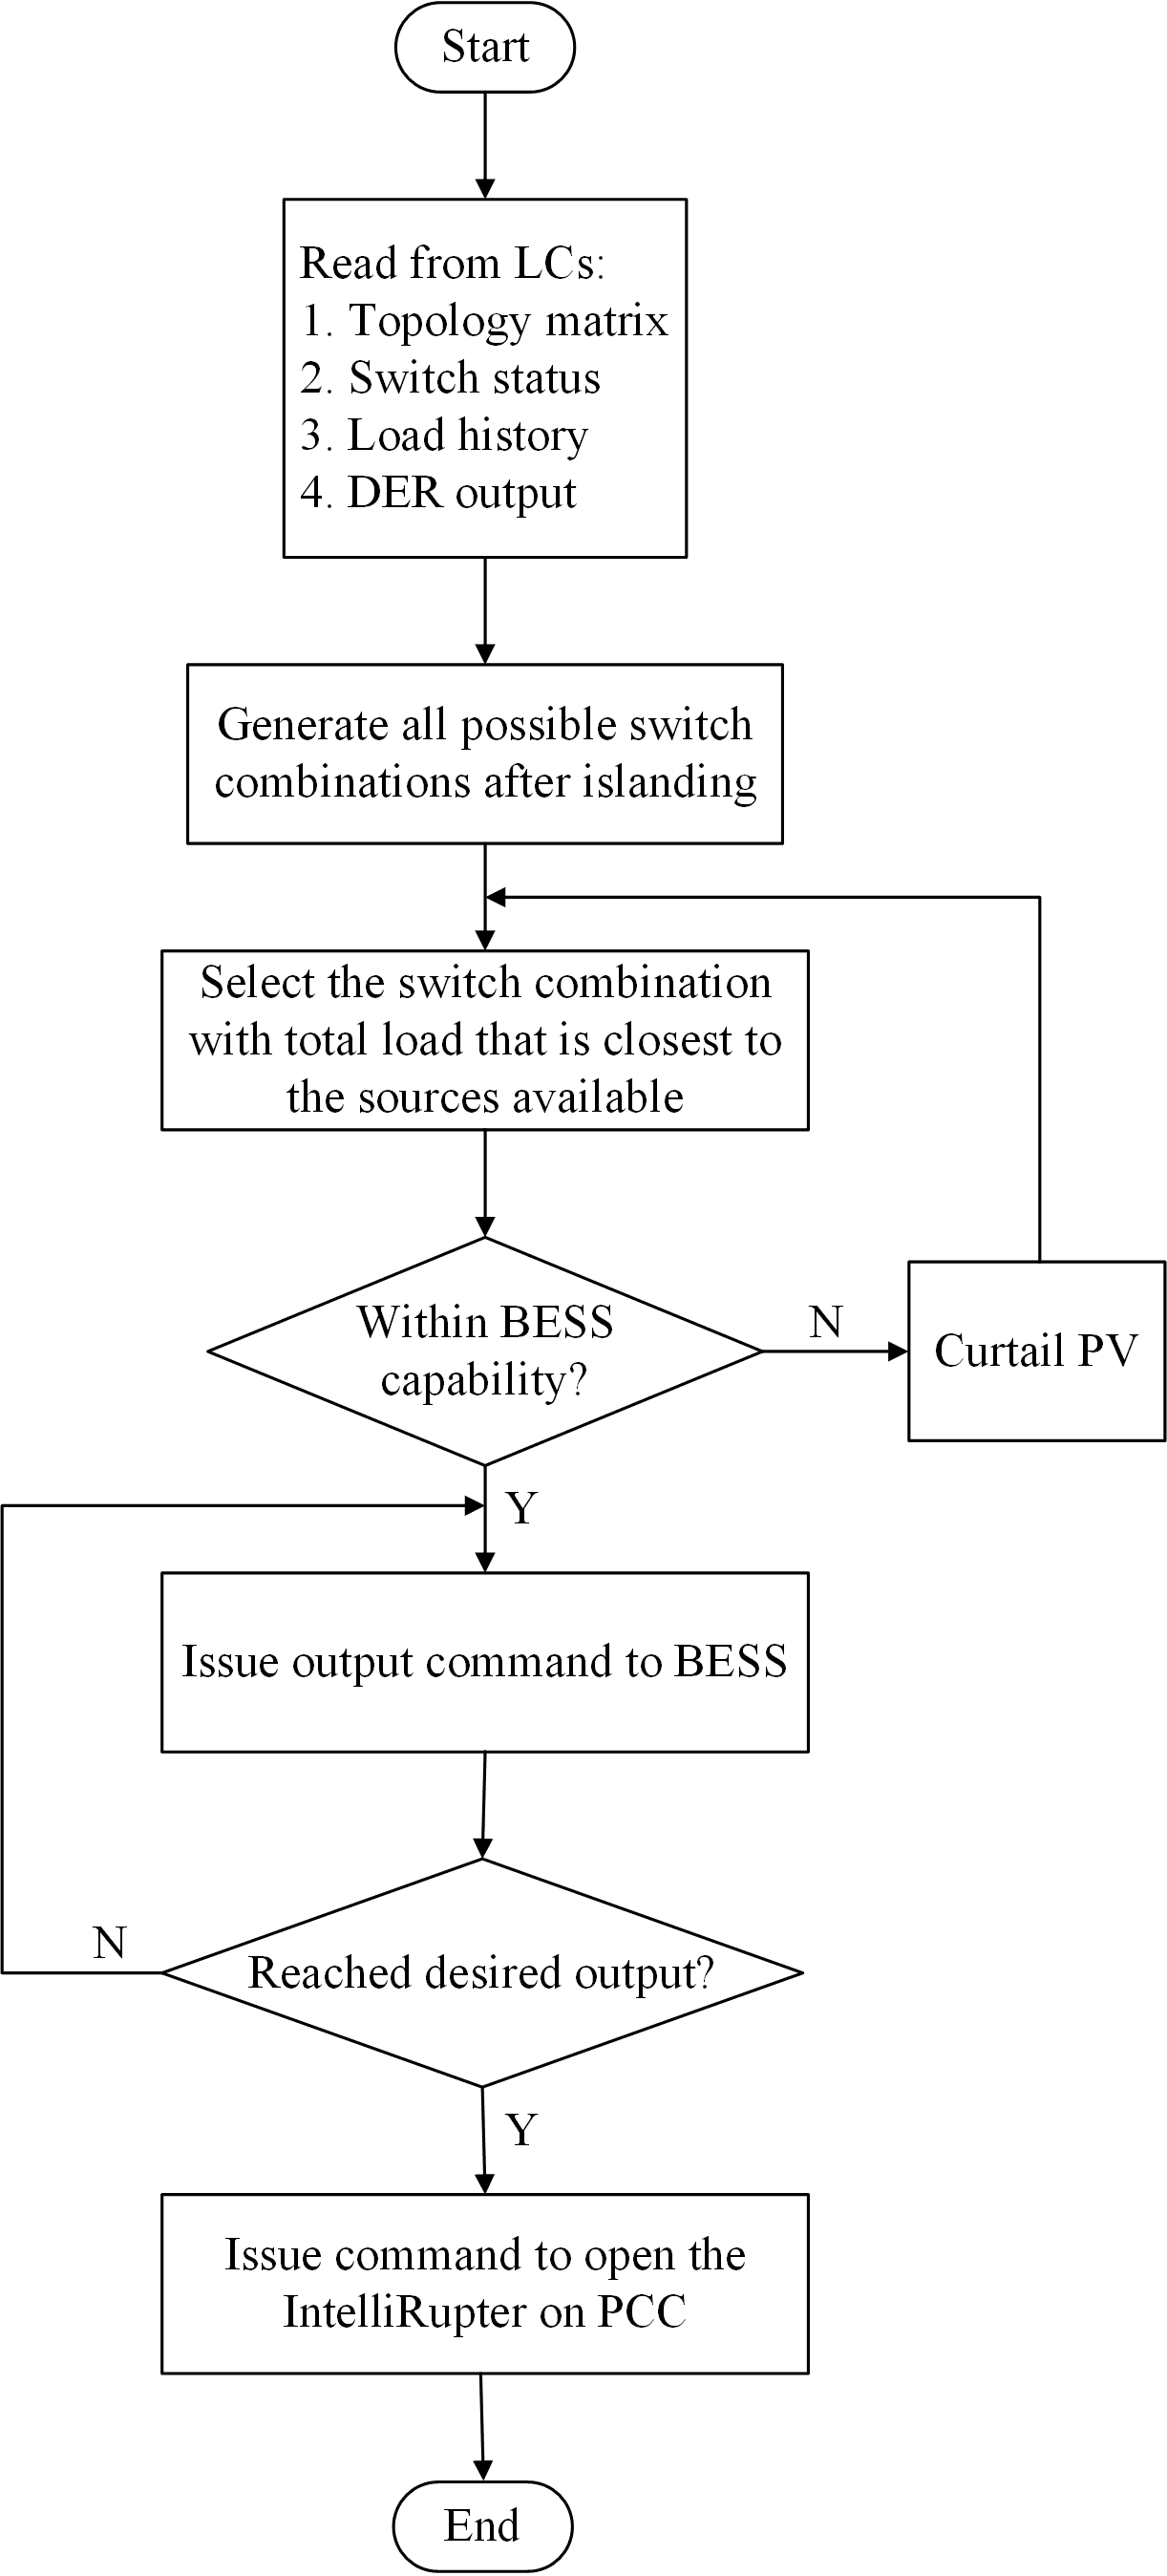 Start
Read from LCs:
1. Topology matrix
2. Switch status
3. Load history
4. DER output
Generate all possible switch
combinations after islanding
Select the switch combination
with total load that is closest to
the sources available
Within BESS
capability?
N
Curtail PV
Y
Issue output command to BESS
N
Reached desired output?
Y
Issue command to open the
IntelliRupter on PCC
End